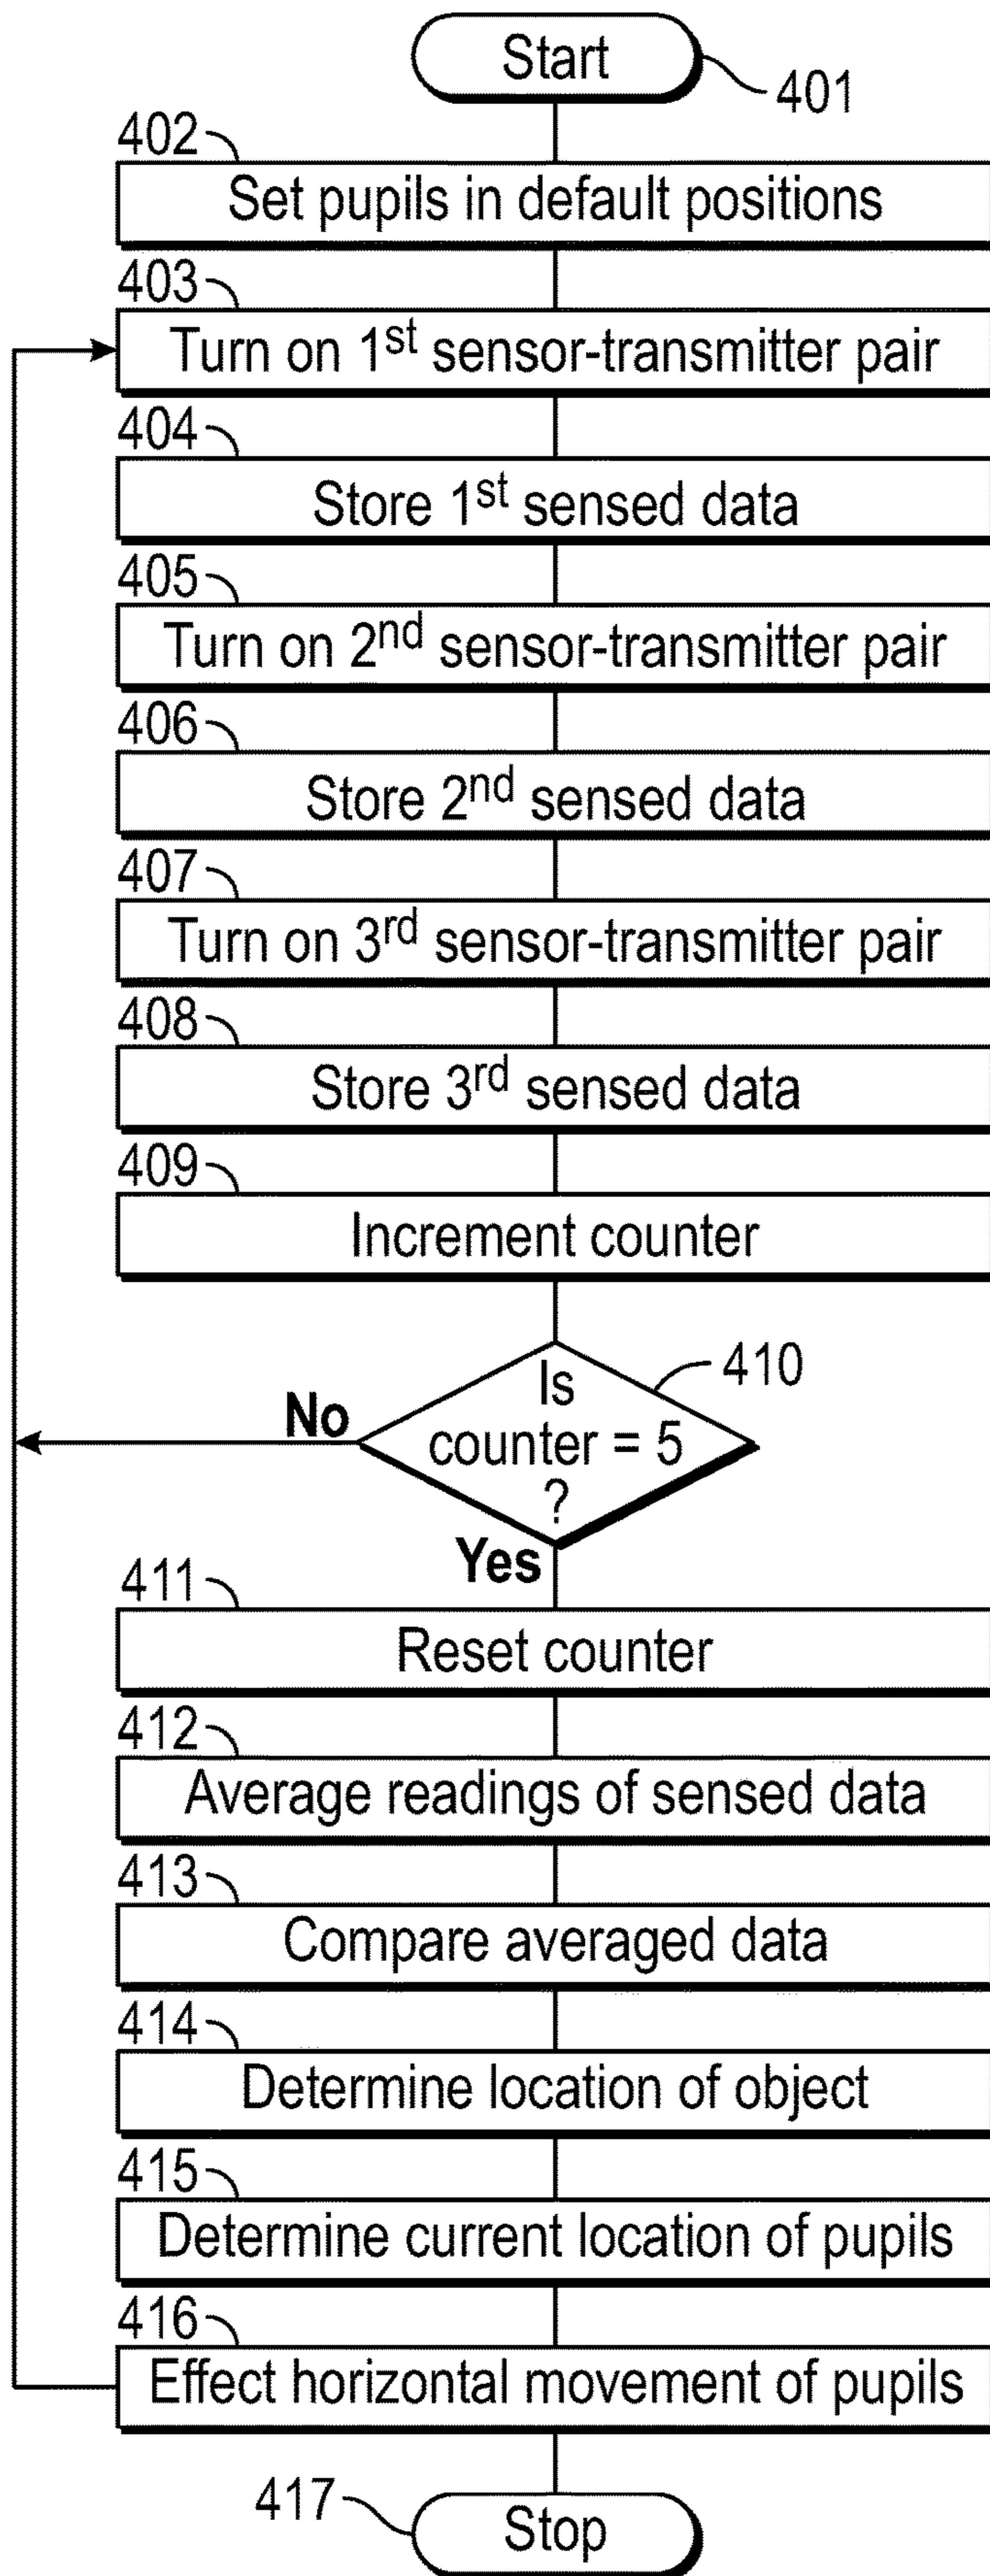 Start
401
402
Set pupils in default positions
403
Turn on 1st sensor-transmitter pair
404
Store 1st sensed data
405
Turn on 2nd sensor-transmitter pair
406
Store 2nd sensed data
407
Turn on 3rd sensor-transmitter pair
408
Store 3rd sensed data
409
Increment counter
410
Is
counter = 5
?
No
Yes
411
Reset counter
412
Average readings of sensed data
413
Compare averaged data
414
Determine location of object
415
Determine current location of pupils
416
Effect horizontal movement of pupils
417
Stop